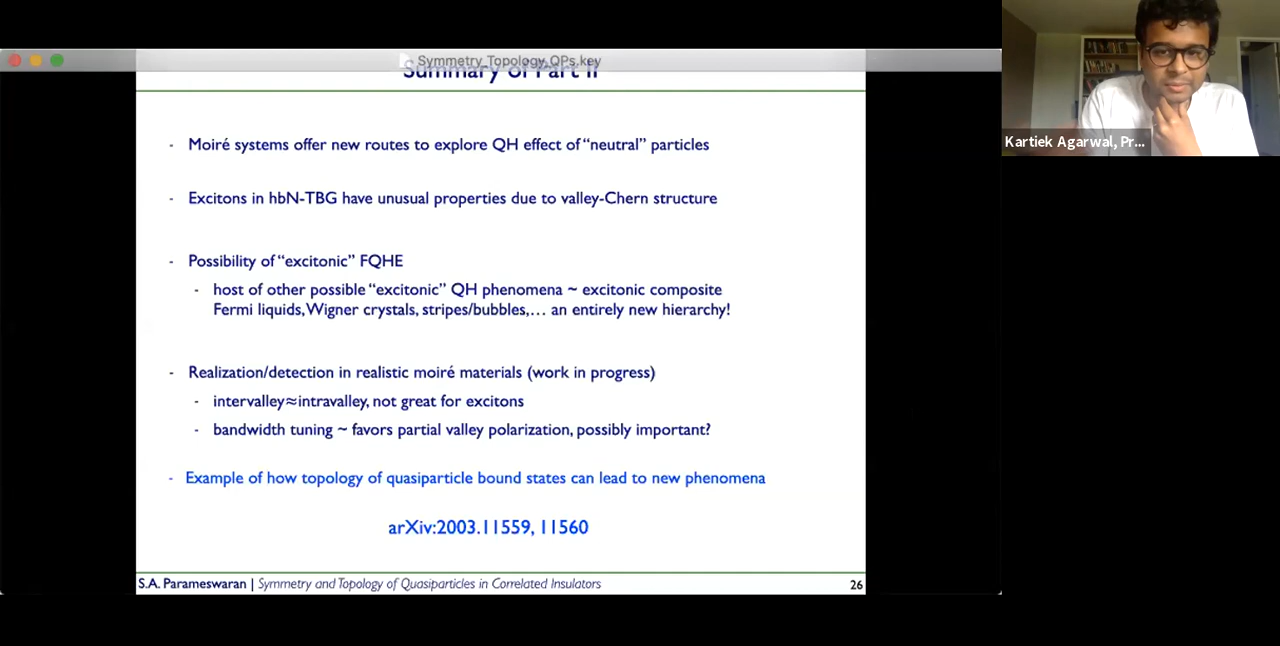 Symmetry_Topology_QPs.key
Summary of Part II
- Moiré systems offer new routes to explore QH effect of “neutral” particles
- Excitons in hbN-TBG have unusual properties due to valley-Chern structure
- Possibility of “excitonic” FQHE
- host of other possible “excitonic” QH phenomena ~ excitonic composite
Fermi liquids, Wigner crystals, stripes/bubbles,… an entirely new hierarchy!
- Realization/detection in realistic moiré materials (work in progress)
- intervalley≈intravalley, not great for excitons
- bandwidth tuning ~ favors partial valley polarization, possibly important?
- Example of how topology of quasiparticle bound states can lead to new phenomena
arXiv:2003.11559, 11560
S.A. Parameswaran | Symmetry and Topology of Quasiparticles in Correlated Insulators
26
Kartiek Agarwal, Pr...